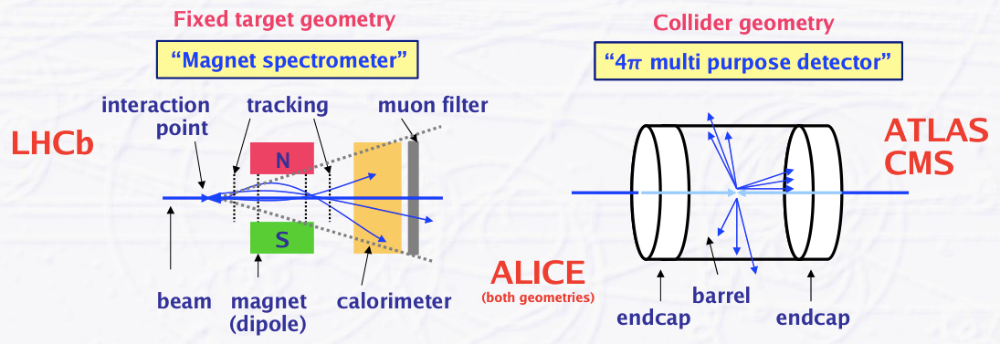 Fixed target geometry
“Magnet spectrometer”
interaction
point
tracking
muon filter
LHCb
N
S
beam
magnet
(dipole)
calorimeter
ALICE
(both geometries)
Collider geometry
“4π multi purpose detector”
ATLAS
CMS
barrel
endcap
endcap